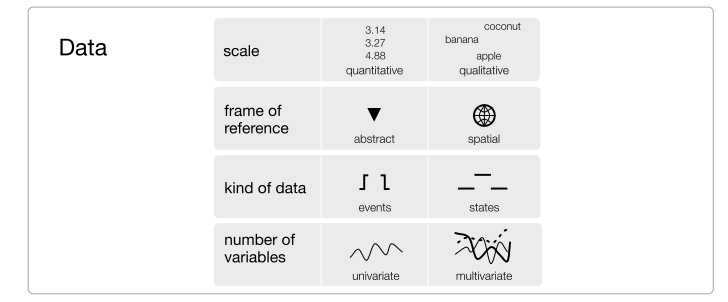 Data
scale
3.14
3.27
4.88
quantitative
coconut
banana
apple
qualitative
frame of
reference
abstract
spatial
kind of data
events
states
number of
variables
univariate
multivariate